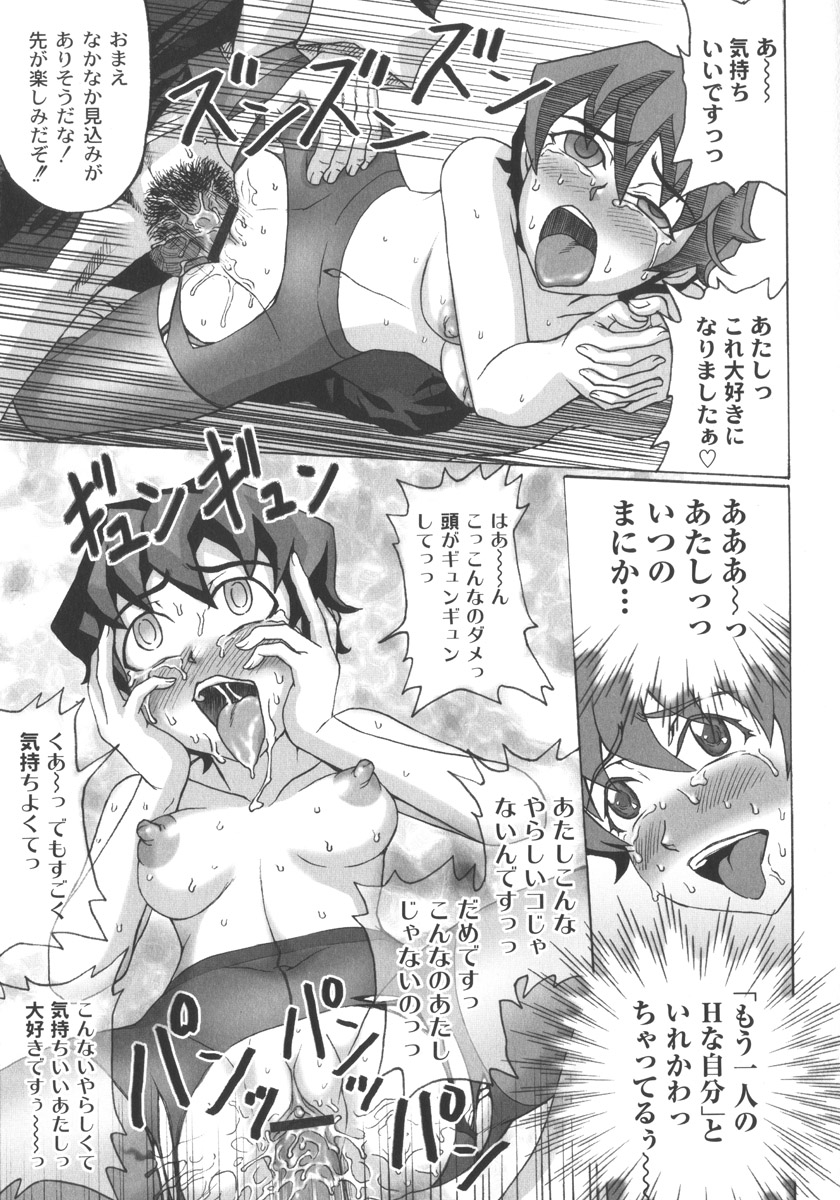 あ〜〜〜
気持ち
いいですっっ
おまえ
なかなか見込みが
ありそうだな！
先が楽しみだぞ!!
ズンズンズン
あたしっ
これ大好きに
なりましたぁ♡
あああ〜っ
あたしっっ
いつの
まにか…
「もう一人の
Hな自分」と
いれかわっ
ちゃってるぅ〜〜
ギュンギュン
はあ〜〜〜ん
こっこんなのダメっ
頭がギュンギュン
してっっ
あたしこんな
やらしいコじゃ
ないんですっっ
だめですっ
こんなのあたし
じゃないのっっ
くあ〜っ でもすごく
気持ちよくてっ
こんないやらしくて
気持ちいいあたしっ
大好きですぅ〜〜〜っ
パンパンパン